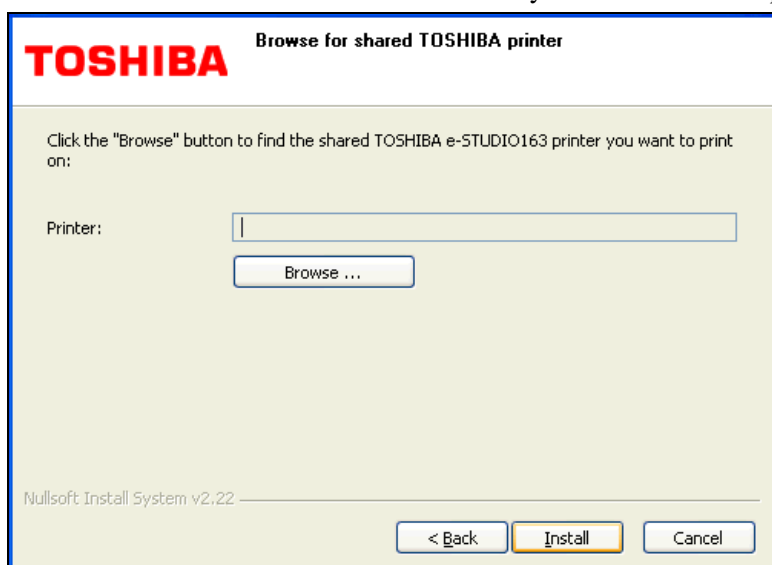 TOSHIBA
Browse for shared TOSHIBA printer
Click the "Browse" button to find the shared TOSHIBA e-STUDIO163 printer you want to print
on:
Printer:
Browse ...
Nullsoft Install System v2.22
< Back
Install
Cancel